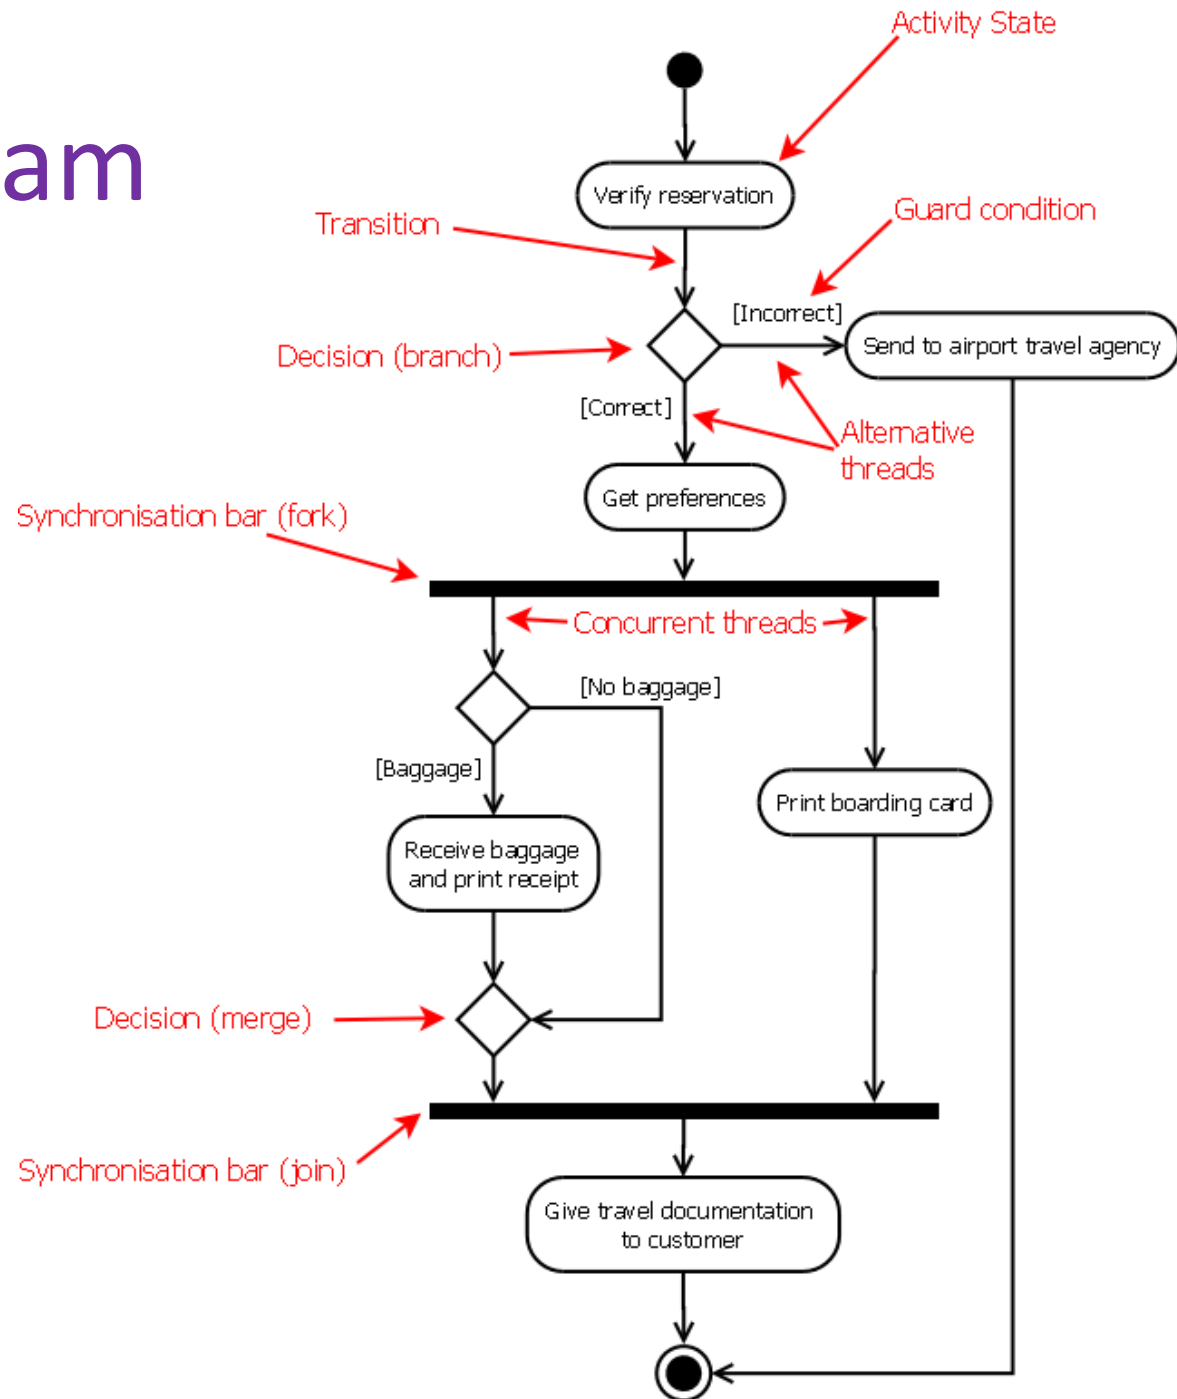 Activity State
am
Verify reservation
Transition
Guard condition
[Incorrect]
Send to airport travel agency
Decision (branch)
[Correct]
Alternative
threads
Get preferences
Synchronisation bar (fork)
Concurrent threads
[No baggage]
[Baggage]
Print boarding card
Receive baggage
and print receipt
Decision (merge)
Synchronisation bar (join)
Give travel documentation
to customer